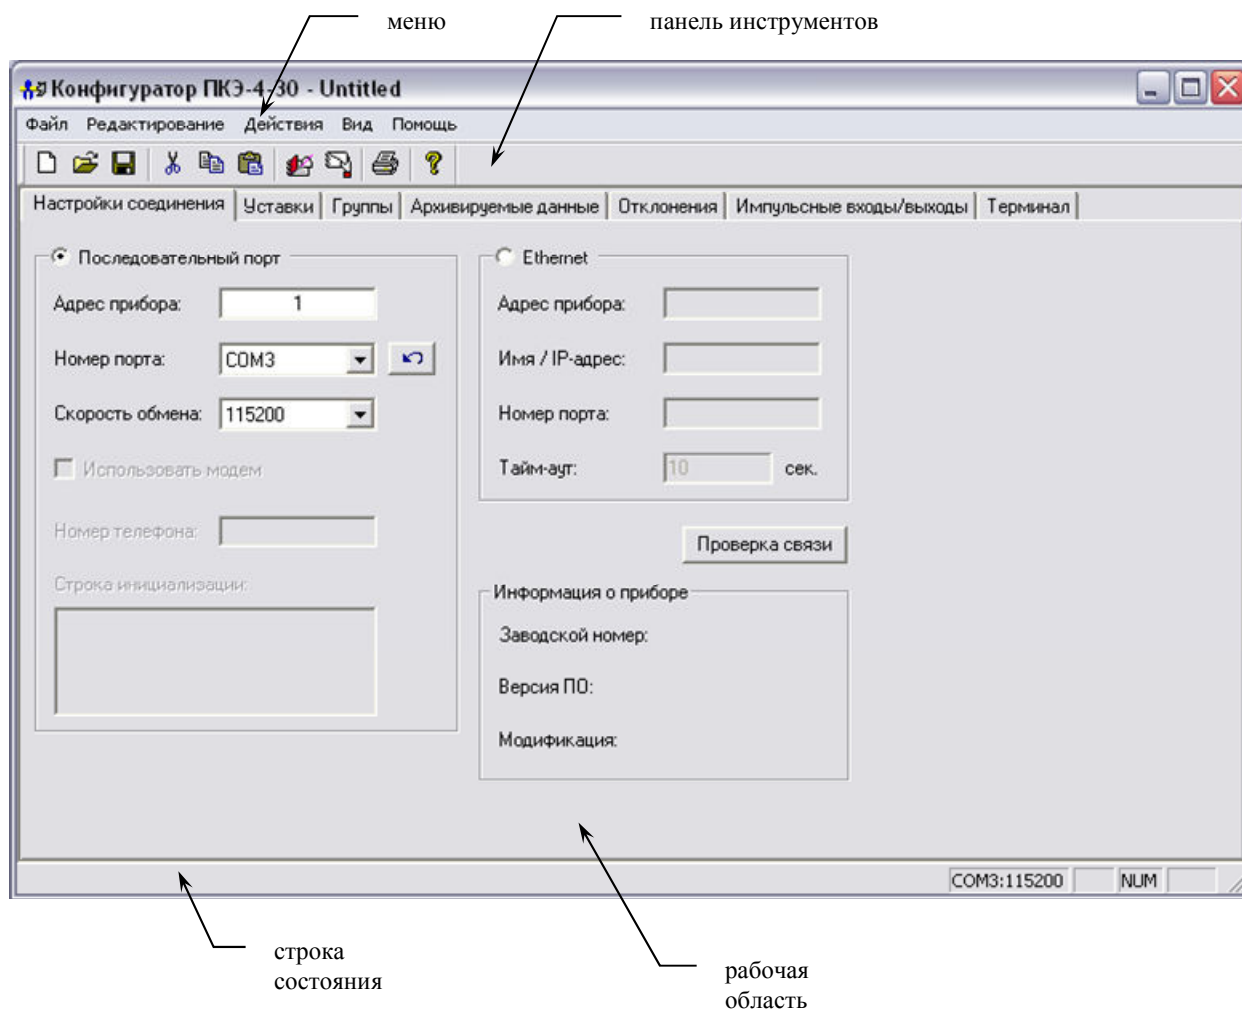 меню
панель инструментов
Конфигуратор ПКЭ-4-30 - Untitled
Файл Редактирование Действия Вид Помощь
Настройки соединения Уставки Группы Архивируемые данные Отклонения Импульсные входы/выходы Терминал
Последовательный порт
Адрес прибора: 1
Номер порта: COM3
Скорость обмена: 115200
Использовать модем
Номер телефона:
Строка инициализации:
Ethernet
Адрес прибора:
Имя / IP-адрес:
Номер порта:
Тайм-аут: 10 сек.
Проверка связи
Информация о приборе
Заводской номер:
Версия ПО:
Модификация:
COM3:115200 NUM
строка
состояния
рабочая
область